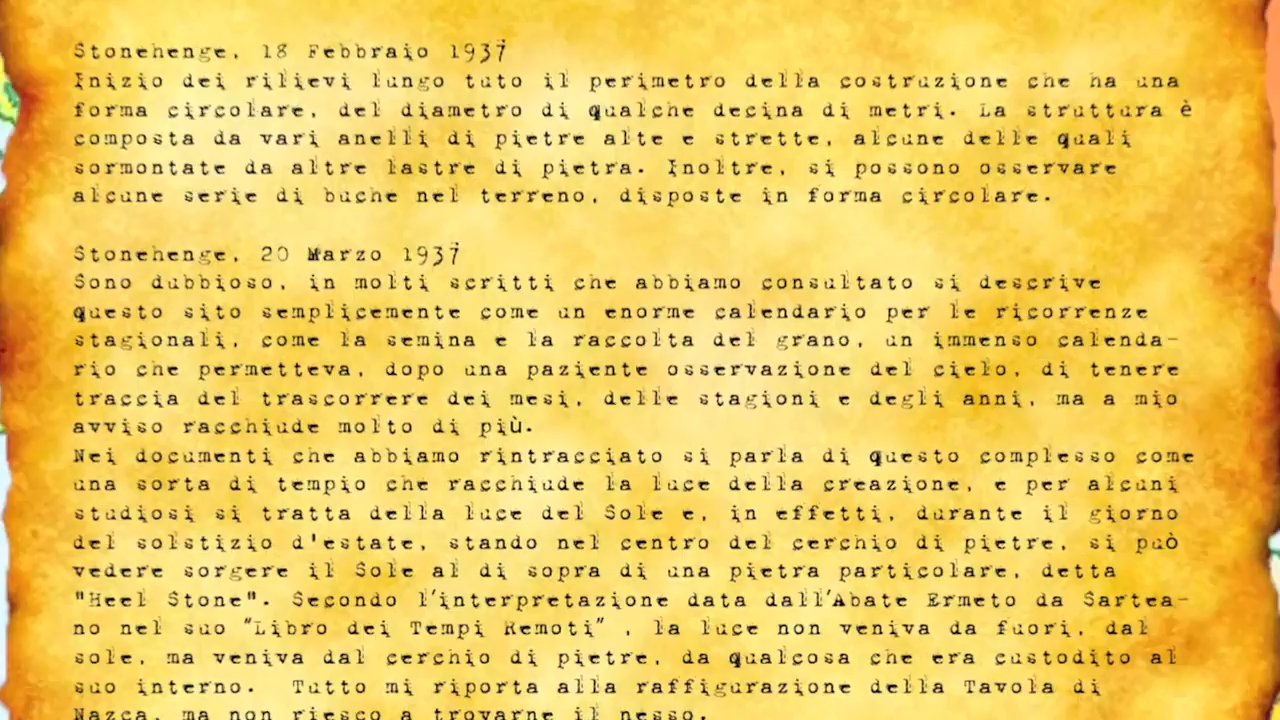 Stonehenge, 18 Febbraio 1937
Inizio dei rilievi lungo tuto il perimetro della costruzione che ha una
forma circolare, del diametro di qualche decina di metri. La struttura è
composta da vari anelli di pietre alte e strette, alcune delle quali
sormontate da altre lastre di pietra. Inoltre, si possono osservare
alcune serie di buche nel terreno, disposte in forma circolare.
Stonehenge, 20 Marzo 1937
Sono dubbioso, in molti scritti che abbiamo consultato si descrive
questo sito semplicemente come un enorme calendario per le ricorrenze
stagionali, come la semina e la raccolta del grano, un immenso calenda-
rio che permetteva, dopo una paziente osservazione del cielo, di tenere
traccia del trascorrere dei mesi, delle stagioni e degli anni, ma a mio
avviso racchiude molto di più.
Nei documenti che abbiamo rintracciato si parla di questo complesso come
una sorta di tempio che racchiude la luce della creazione, e per alcuni
studiosi si tratta della luce del Sole e, in effetti, durante il giorno
del solstizio d'estate, stando nel centro del cerchio di pietre, si può
vedere sorgere il Sole al di sopra di una pietra particolare, detta
"Heel Stone". Secondo l'interpretazione data dall'Abate Ermeto da Sartea-
no nel suo "Libro dei Tempi Remoti" , la luce non veniva da fuori, dal
sole, ma veniva dal cerchio di pietre, da qualcosa che era custodito al
suo interno.  Tutto mi riporta alla raffigurazione della Tavola di
Nazca, ma non riesco a trovarne il nesso.